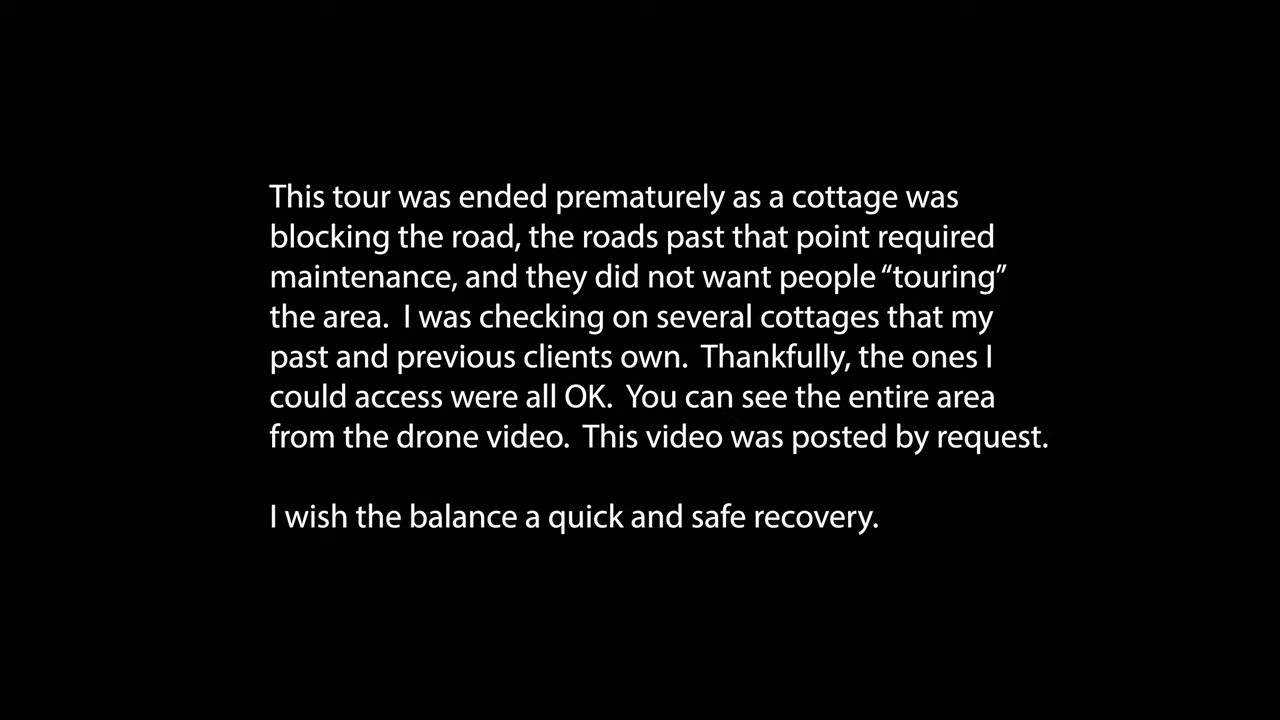 This tour was ended prematurely as a cottage was
blocking the road, the roads past that point required
maintenance, and they did not want people “touring”
the area.  I was checking on several cottages that my
past and previous clients own.  Thankfully, the ones I
could access were all OK.  You can see the entire area
from the drone video.  This video was posted by request.

I wish the balance a quick and safe recovery.